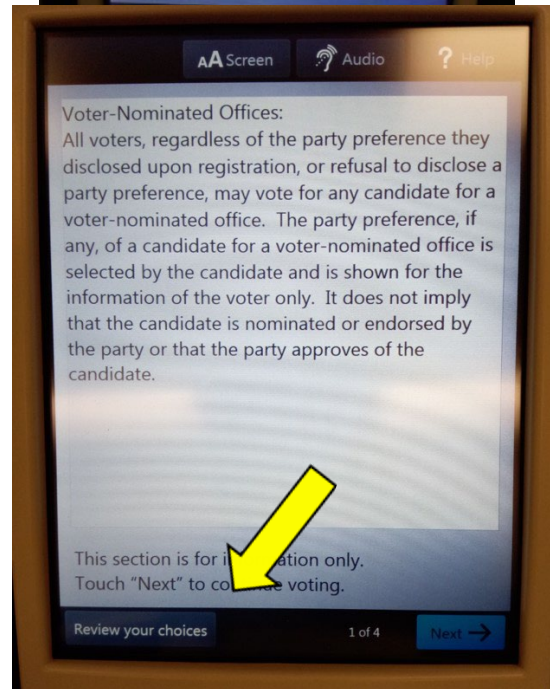 AA Screen
Audio
? Help
Voter-Nominated Offices:
All voters, regardless of the party preference they
disclosed upon registration, or refusal to disclose a
party preference, may vote for any candidate for a
voter-nominated office.  The party preference, if
any, of a candidate for a voter-nominated office is
selected by the candidate and is shown for the
information of the voter only.  It does not imply
that the candidate is nominated or endorsed by
the party or that the party approves of the
candidate.
This section is for ation only.
Touch "Next" to voting.
Review your choices
1 of 4
Next →